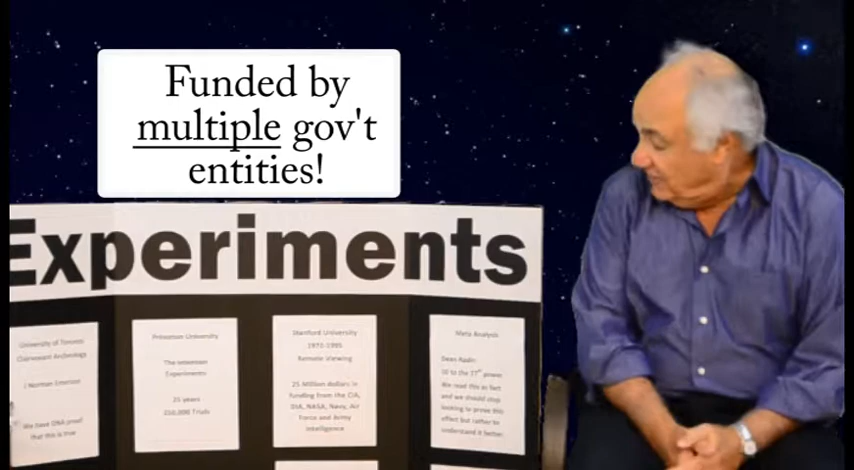 Funded by
multiple gov't
entities!
Experiments
University of Toronto
Clairvoyant Archeology
J Norman Emerson
We have DNA proof
that this is true
Princeton University
The Intention
Experiments
25 years
Trials
Stanford University
1972-1995
Remote Viewing
25 Million dollars in
funding from the CIA,
DIA, NASA, Navy, Air
Force and Army
Intelligence
Meta Analysis
Dean Radin
10 to the power
We read this as fact
and we should stop
looking to prove this
effect but rather to
understand it better